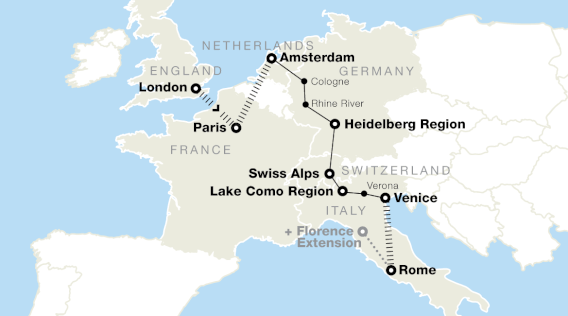 NETHERLANDS
Amsterdam
ENGLAND
GERMANY
Cologne
London
Rhine River
Paris
Heidelberg Region
FRANCE
Swiss Alps
SWITZERLAND
Lake Como Region
Verona
Venice
ITALY
+ Florence
Extension
Rome